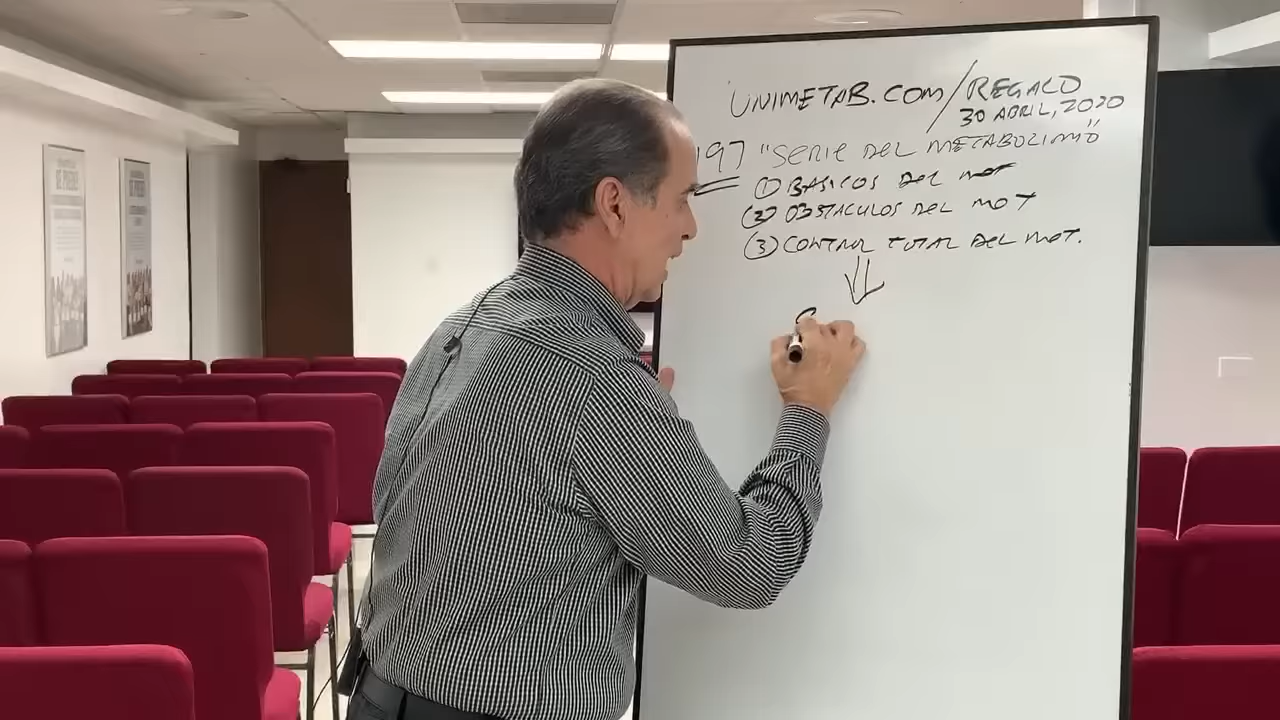 UNIMETAB.COM/REGALO
30 ABRIL, 2020
197 "SERIE DEL METABOLISMO"
(1) BASICOS DEL MET
(2) OBSTACULOS DEL MET
(3) CONTROL TOTAL DEL MET.